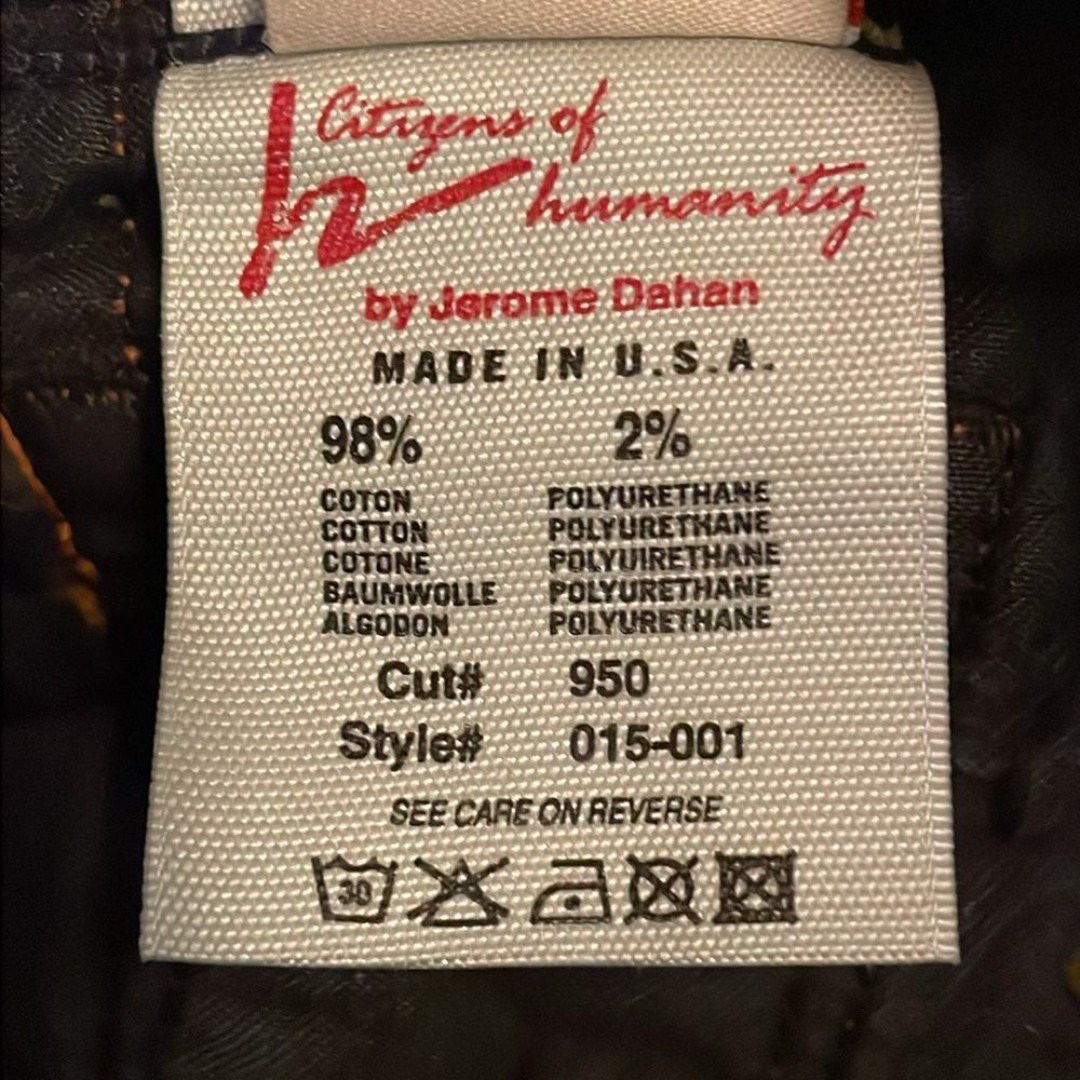 Citizens of
humanity
by Jerome Dahan
MADE IN U.S.A.
98% 2%
COTON POLYURETHANE
COTTON POLYURETHANE
COTONE POLYUIRETHANE
BAUMWOLLE POLYURETHANE
ALGODON POLYURETHANE
Cut# 950
Style# 015-001
SEE CARE ON REVERSE
30